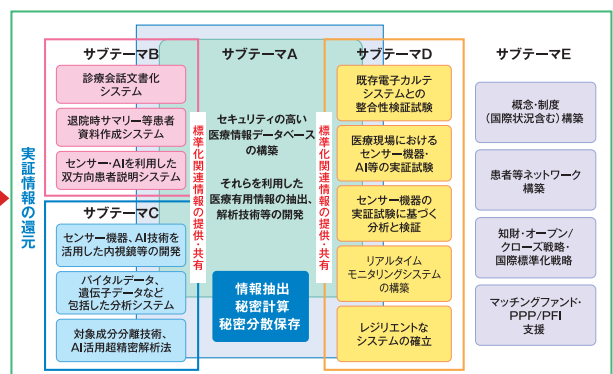 実証情報の還元
サブテーマB
診療会話文書化
システム
退院時サマリー等患者
資料作成システム
センサー・AIを利用した
双方向患者説明システム
サブテーマC
センサー機器、AI技術を
活用した内視鏡等の開発
バイタルデータ、
遺伝子データなど
包括した分析システム
対象成分分離技術、
AI活用超精密解析法
標準化関連情報の提供・共有
サブテーマA
セキュリティの高い
医療情報データベース
の構築
それらを利用した
医療有用情報の抽出、
解析技術等の開発
情報抽出
秘密計算
秘密分散保存
標準化関連情報の提供・共有
サブテーマD
既存電子カルテ
システムとの
整合性検証試験
医療現場における
センサー機器・
AI等の実証試験
センサー機器の
実証試験に基づく
分析と検証
リアルタイム
モニタリングシステム
の構築
レジリエントな
システムの確立
サブテーマE
概念・制度
(国際状況含む)構築
患者等ネットワーク
構築
知財・オープン/
クローズ戦略・
国際標準化戦略
マッチングファンド・
PPP/PFI
支援